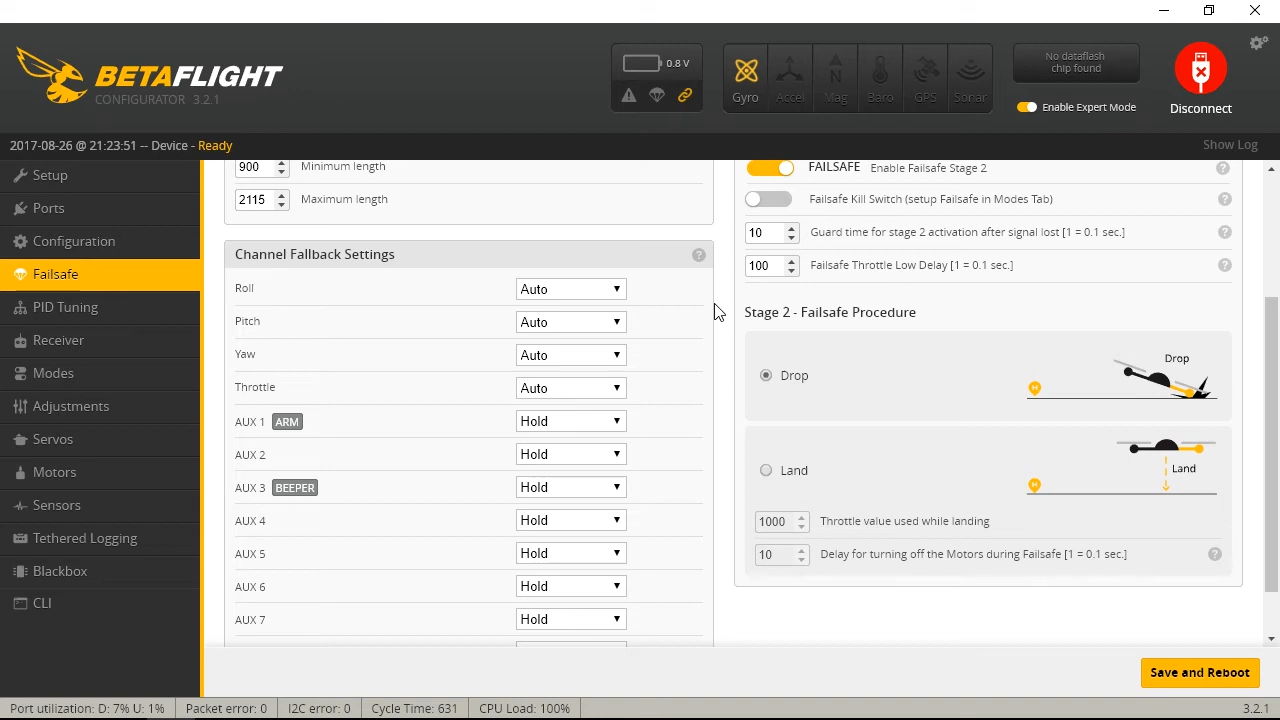 BETAFLIGHT
CONFIGURATOR 3.2.1
0.8 V
Gyro
Accel
Mag
Baro
GPS
Sonar
No dataflash
chip found
Enable Expert Mode
Disconnect
2017-08-26 @ 21:23:51 -- Device - Ready
Show Log
Setup
Ports
Configuration
Failsafe
PID Tuning
Receiver
Modes
Adjustments
Servos
Motors
Sensors
Tethered Logging
Blackbox
CLI
900 Minimum length
2115 Maximum length
Channel Fallback Settings
Roll Auto
Pitch Auto
Yaw Auto
Throttle Auto
AUX 1 ARM Hold
AUX 2 Hold
AUX 3 BEEPER Hold
AUX 4 Hold
AUX 5 Hold
AUX 6 Hold
AUX 7 Hold
FAILSAFE Enable Failsafe Stage 2
Failsafe Kill Switch (setup Failsafe in Modes Tab)
10 Guard time for stage 2 activation after signal lost [1 = 0.1 sec.]
100 Failsafe Throttle Low Delay [1 = 0.1 sec.]
Stage 2 - Failsafe Procedure
Drop
Drop
H
Land
Land
H
1000 Throttle value used while landing
10 Delay for turning off the Motors during Failsafe [1 = 0.1 sec.]
Save and Reboot
Port utilization: D: 7% U: 1%
Packet error: 0
I2C error: 0
Cycle Time: 631
CPU Load: 100%
3.2.1